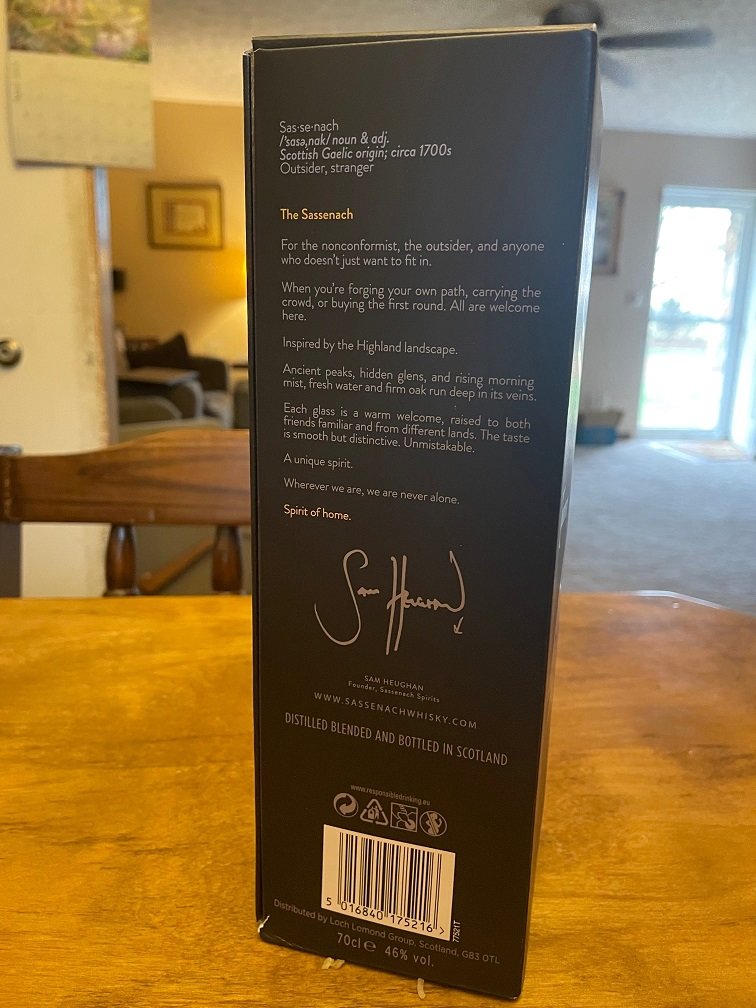 Sas·se·nach
/'sasə,nak/ noun & adj.
Scottish Gaelic origin; circa 1700s
Outsider, stranger
The Sassenach
For the nonconformist, the outsider, and anyone
who doesn't just want to fit in.
When you're forging your own path, carrying the
crowd, or buying the first round. All are welcome
here.
Inspired by the Highland landscape.
Ancient peaks, hidden glens, and rising morning
mist, fresh water and firm oak run deep in its veins.
Each glass is a warm welcome, raised to both
friends familiar and from different lands. The taste
is smooth but distinctive. Unmistakable.
A unique spirit.
Wherever we are, we are never alone.
Spirit of home.
Sam Heughan
SAM HEUGHAN
Founder, Sassenach Spirits
WWW.SASSENACHWHISKY.COM
DISTILLED BLENDED AND BOTTLED IN SCOTLAND
www.responsibledrinking.eu
5 016840 175216 >
77521T
Distributed by Loch Lomond Group, Scotland, G83 0TL
70cl e 46% vol.